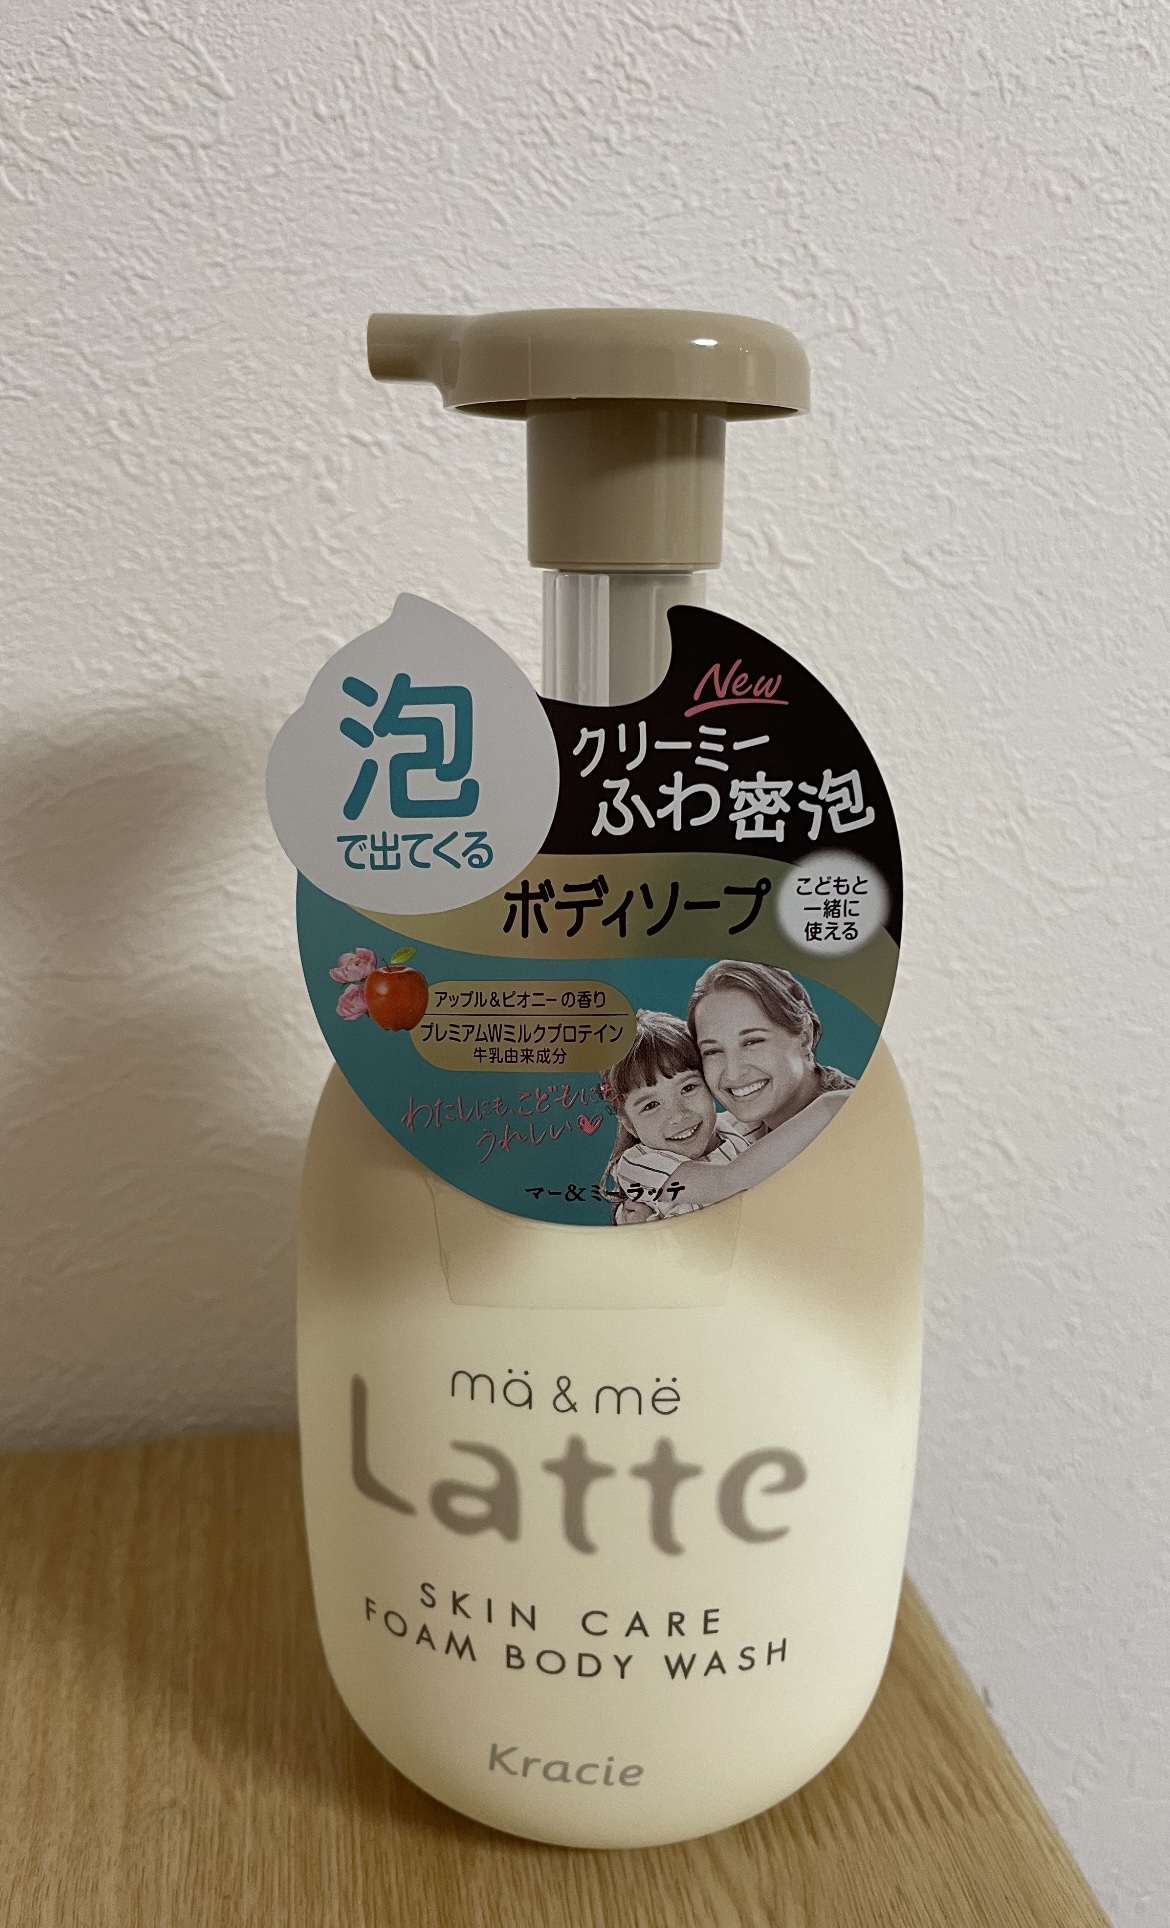 泡
で出てくる
New
クリーミー
ふわ密泡
ボディソープ
こどもと
一緒に
使える
アップル&ピオニーの香り
プレミアムWミルクプロテイン
牛乳由来成分
わたしにも、こどもにも
うれしい
マー&ミーラッテ
mä & më
Latte
SKIN CARE
FOAM BODY WASH
Kracie